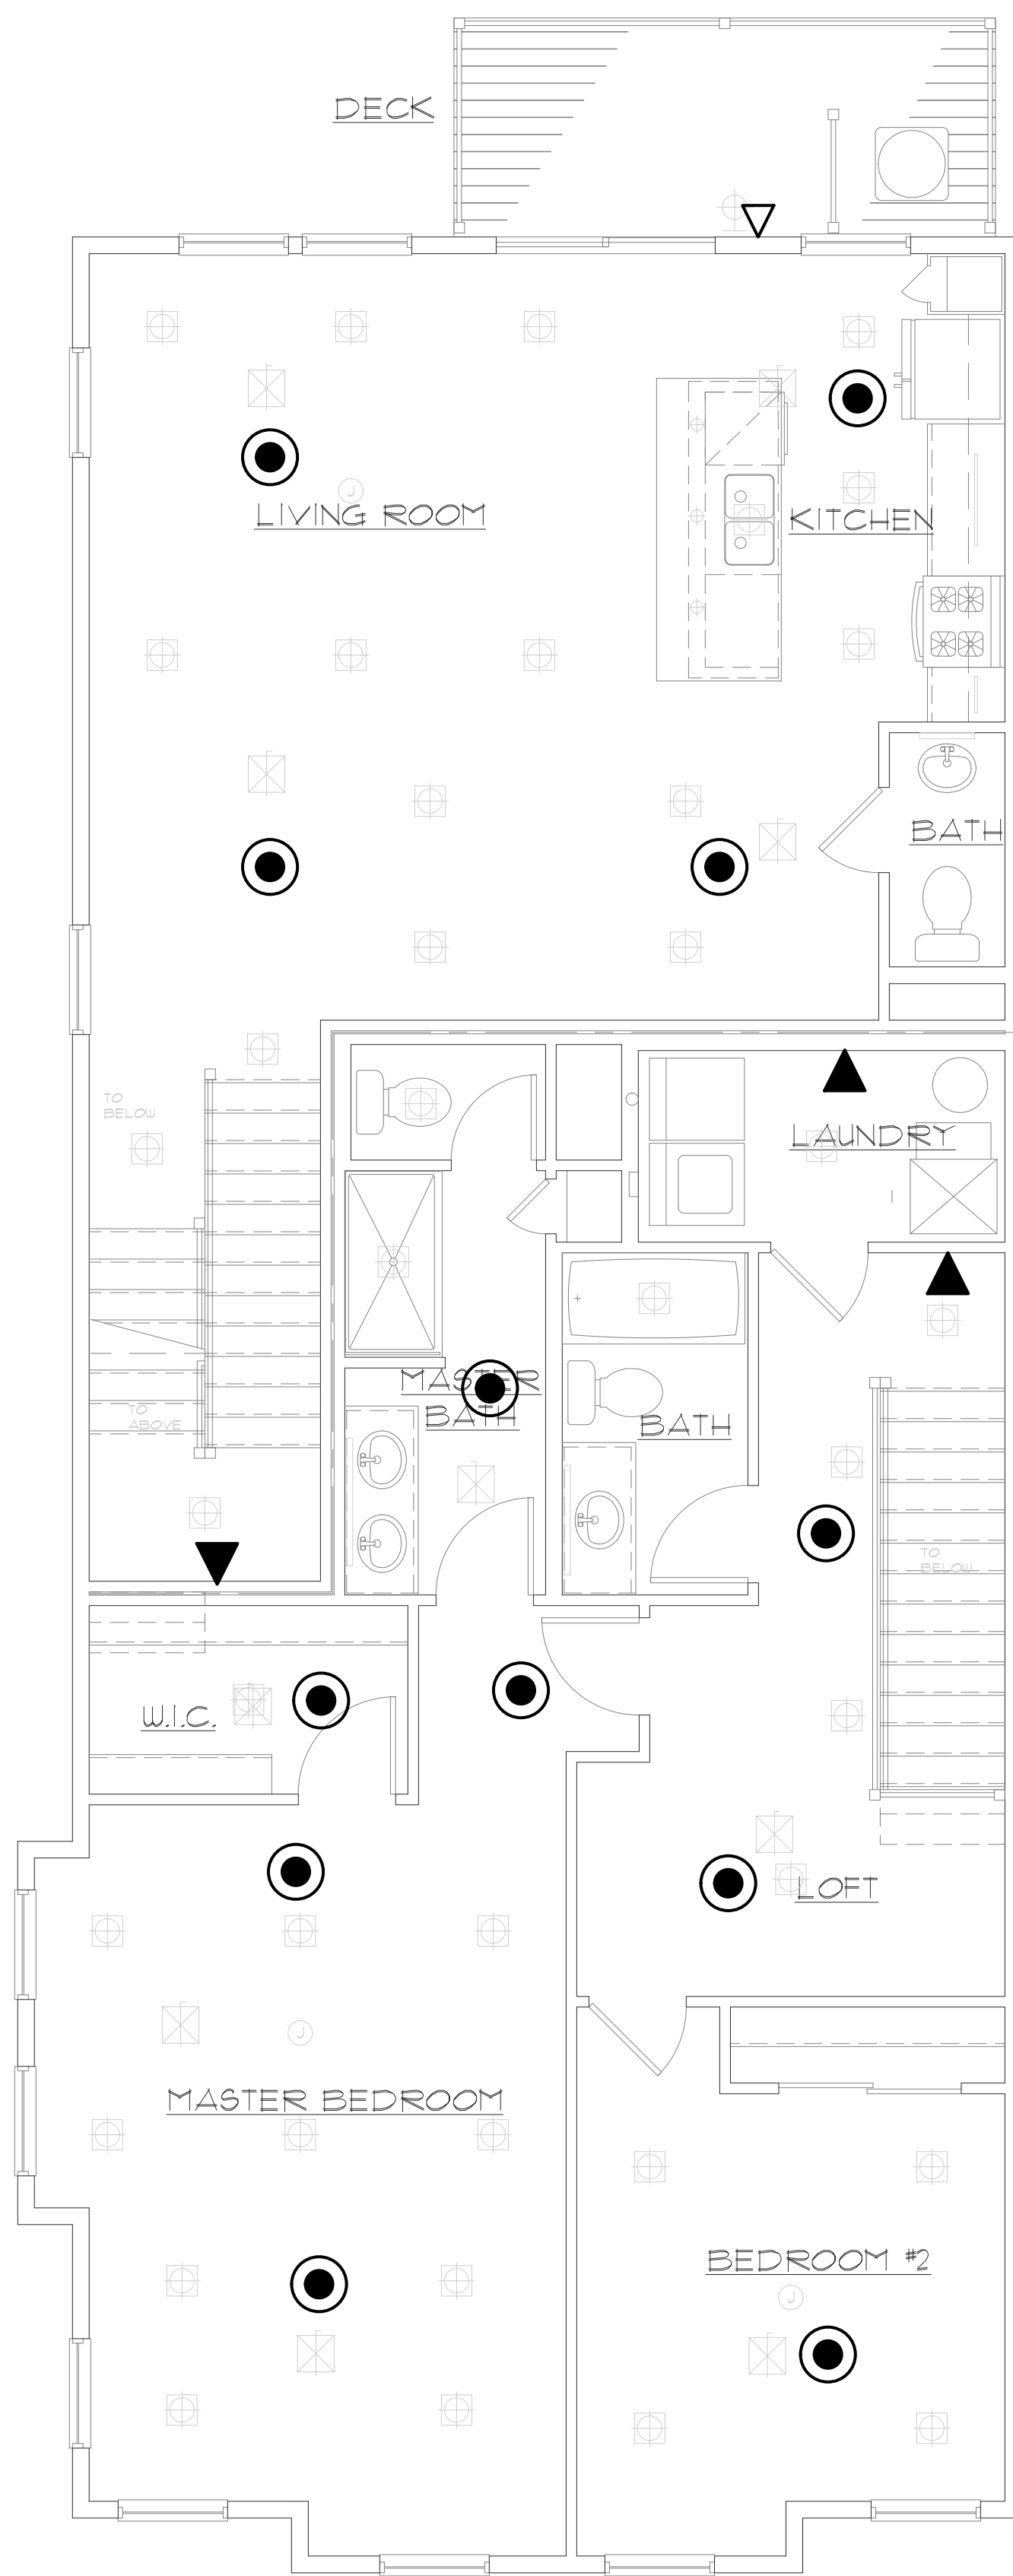 DECK
LIVING ROOM
J
KITCHEN
BATH
TO
BELOW
LAUNDRY
MASTER
BATH
BATH
TO
ABOVE
TO
BELOW
W.I.C.
LOFT
J
MASTER BEDROOM
BEDROOM #2
J